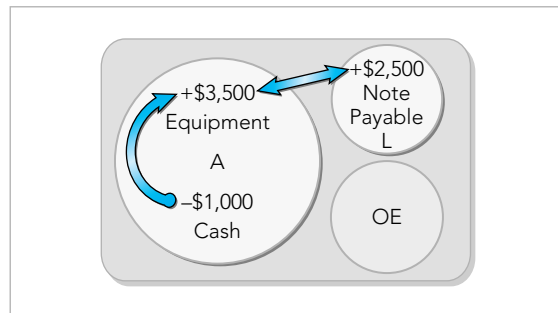 +$3,500
Equipment
A
–$1,000
Cash
+$2,500
Note
Payable
L
OE